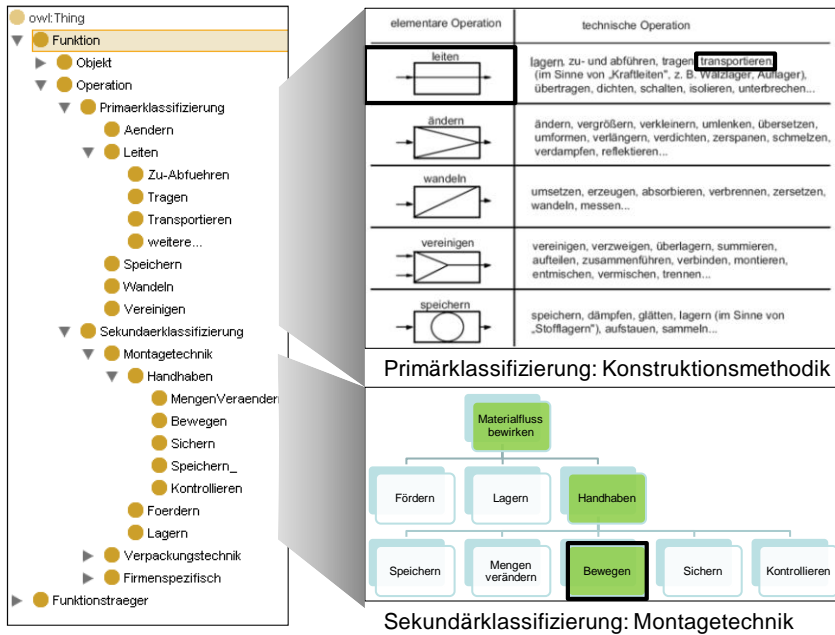 owl:Thing
Funktion
Objekt
Operation
Primaerklassifizierung
Aendern
Leiten
Zu-Abfuehren
Tragen
Transportieren
weitere...
Speichern
Wandeln
Vereinigen
Sekundaerklassifizierung
Montagetechnik
Handhaben
MengenVeraendern
Bewegen
Sichern
Speichern_
Kontrollieren
Foerdern
Lagern
Verpackungstechnik
Firmenspezifisch
Funktionstraeger
elementare Operation
technische Operation
leiten
lagern, zu- und abführen, tragen, transportieren
(im Sinne von „Kraftleiten", z. B. Wälzlager, Auflager),
übertragen, dichten, schalten, isolieren, unterbrechen...
ändern
ändern, vergrößern, verkleinern, umlenken, übersetzen,
umformen, verlängern, verdichten, zerspanen, schmelzen,
verdampfen, reflektieren...
wandeln
umsetzen, erzeugen, absorbieren, verbrennen, zersetzen,
wandeln, messen...
vereinigen
vereinigen, verzweigen, überlagern, summieren,
aufteilen, zusammenführen, verbinden, montieren,
entmischen, vermischen, trennen...
speichern
speichern, dämpfen, glätten, lagern (im Sinne von
„Stofflagern"), aufstauen, sammeln...
Primärklassifizierung: Konstruktionsmethodik
Materialfluss
bewirken
Fördern
Lagern
Handhaben
Speichern
Mengen
verändern
Bewegen
Sichern
Kontrollieren
Sekundärklassifizierung: Montagetechnik